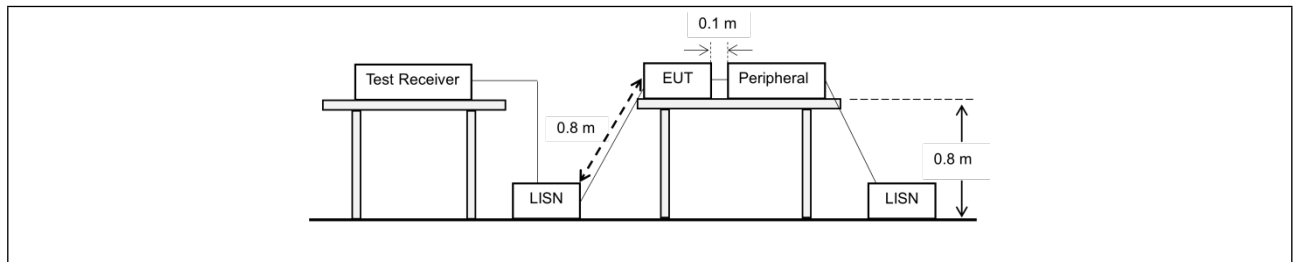 0.1 m
Test Receiver
EUT
Peripheral
0.8 m
0.8 m
LISN
LISN